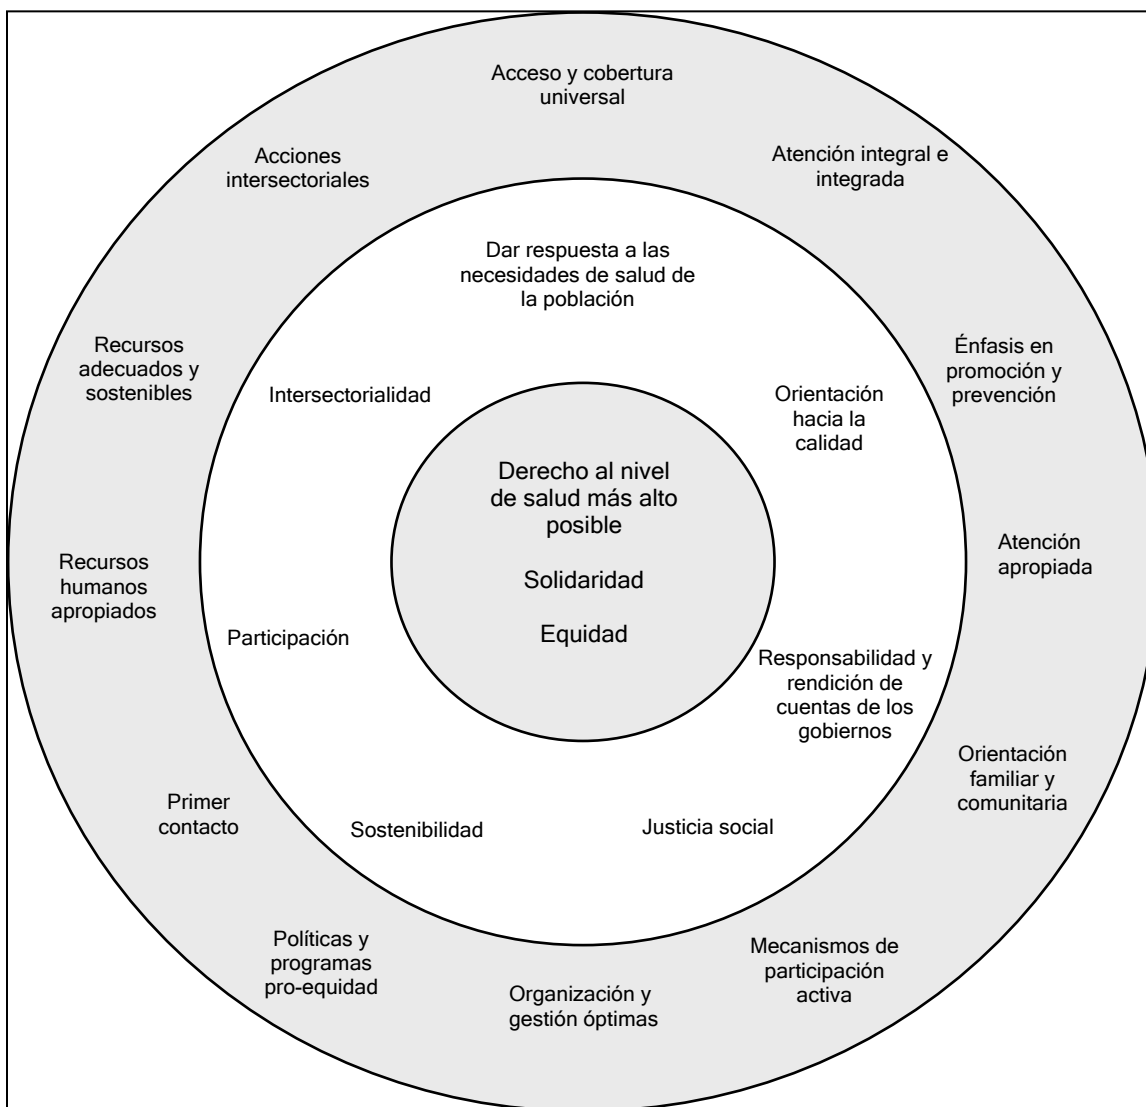 Acceso y cobertura
universal
Atención integral e
integrada
Énfasis en
promoción y
prevención
Atención
apropiada
Orientación
familiar y
comunitaria
Mecanismos de
participación
activa
Organización y
gestión óptimas
Políticas y
programas
pro-equidad
Primer
contacto
Recursos
humanos
apropiados
Recursos
adecuados y
sostenibles
Acciones
intersectoriales
Dar respuesta a las
necesidades de salud de
la población
Orientación
hacia la
calidad
Responsabilidad y
rendición de
cuentas de los
gobiernos
Justicia social
Sostenibilidad
Participación
Intersectorialidad
Derecho al nivel
de salud más alto
posible
Solidaridad
Equidad